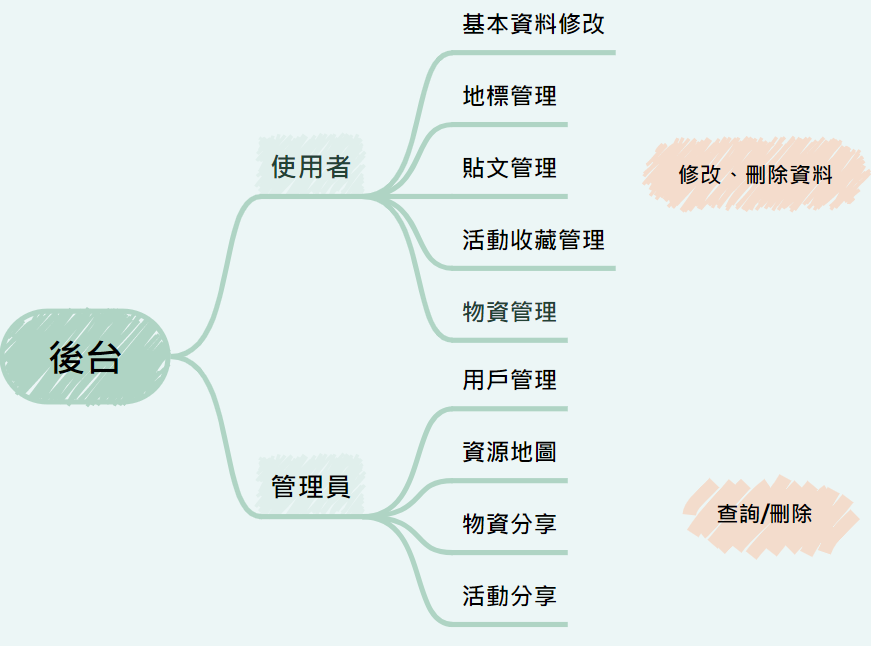 後台
使用者
基本資料修改
地標管理
貼文管理
活動收藏管理
物資管理
修改、刪除資料
管理員
用戶管理
資源地圖
物資分享
活動分享
查詢/刪除